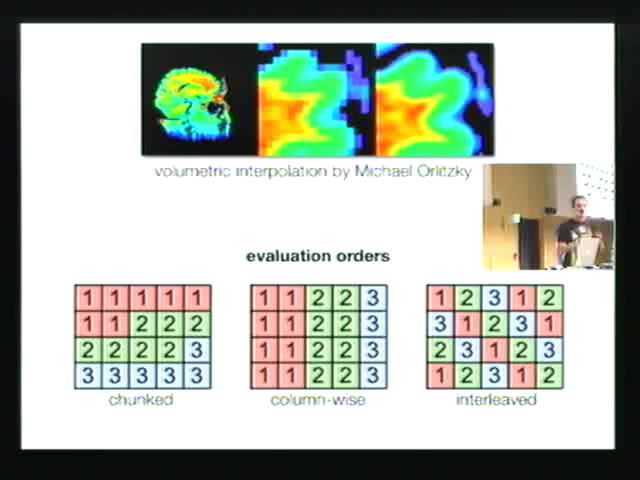 volumetric interpolation by Michael Orlitzky
evaluation orders
1 1 1 1 1
1 1 2 2 2
2 2 2 2 3
3 3 3 3 3
chunked
1 1 2 2 3
1 1 2 2 3
1 1 2 2 3
1 1 2 2 3
column-wise
1 2 3 1 2
3 1 2 3 1
2 3 1 2 3
1 2 3 1 2
interleaved